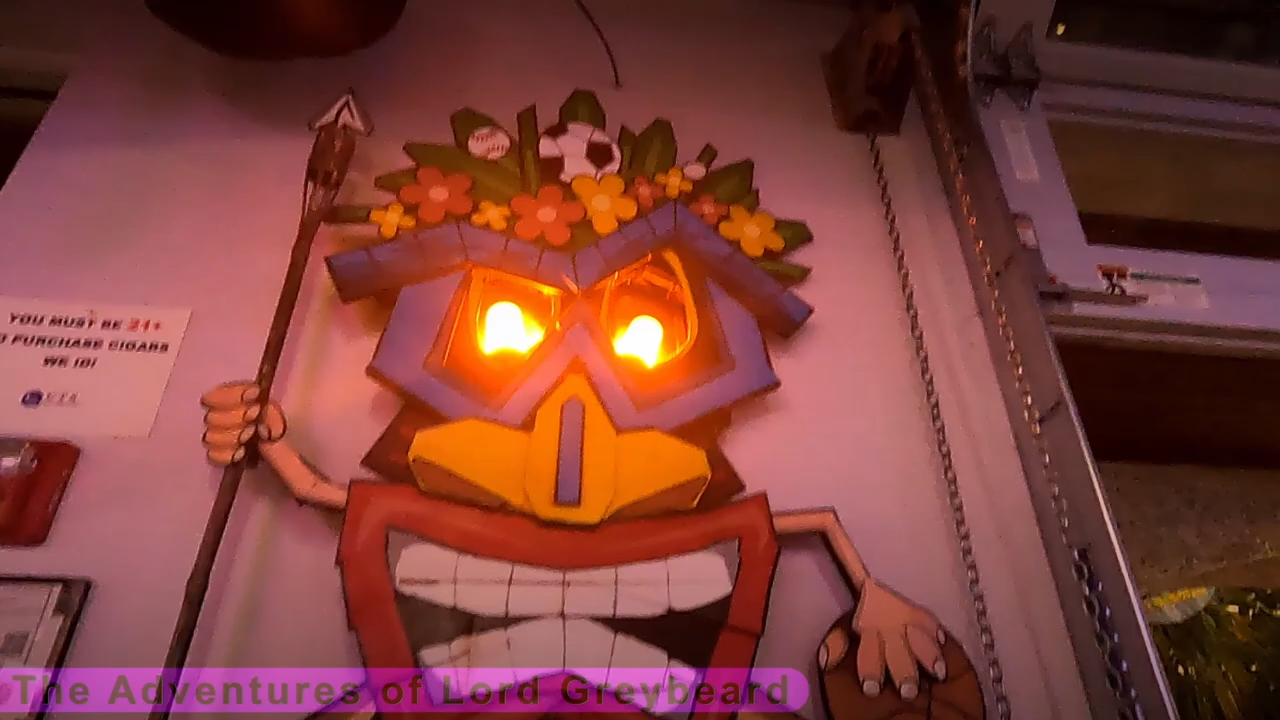 YOU MUST BE 21+
O PURCHASE CIGARS
WE ID!
The Adventures of Lord Greybeard